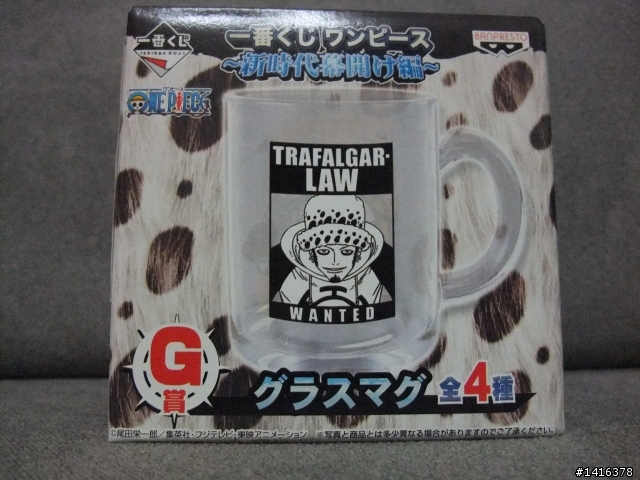 一番くじ
一番くじ ワンピース
～新時代幕開け編～
BANPRESTO
ONE PIECE
TRAFALGAR·
LAW
WANTED
G
賞
グラスマグ 全4種
©尾田栄一郎／集英社・フジテレビ・東映アニメーション ※写真と商品とは多少異なる場合がありますのでご了承ください。
#1416378